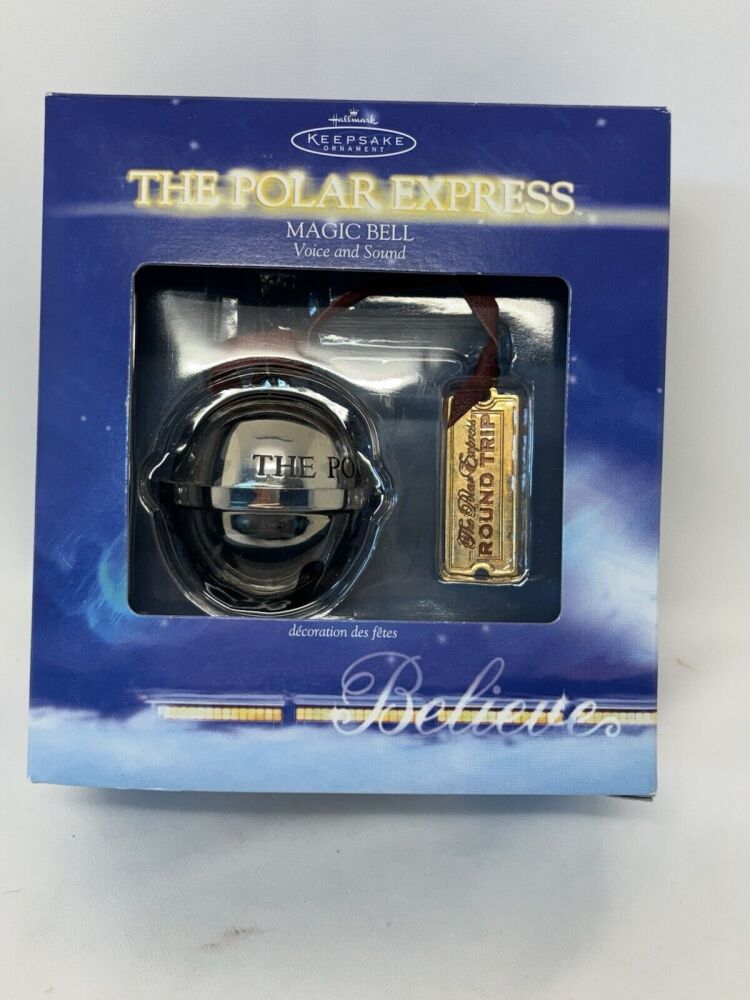 Hallmark
KEEPSAKE
ORNAMENT
THE POLAR EXPRESS™
MAGIC BELL
Voice and Sound
THE PO
The Polar Express
ROUND TRIP
décoration des fêtes
Believe